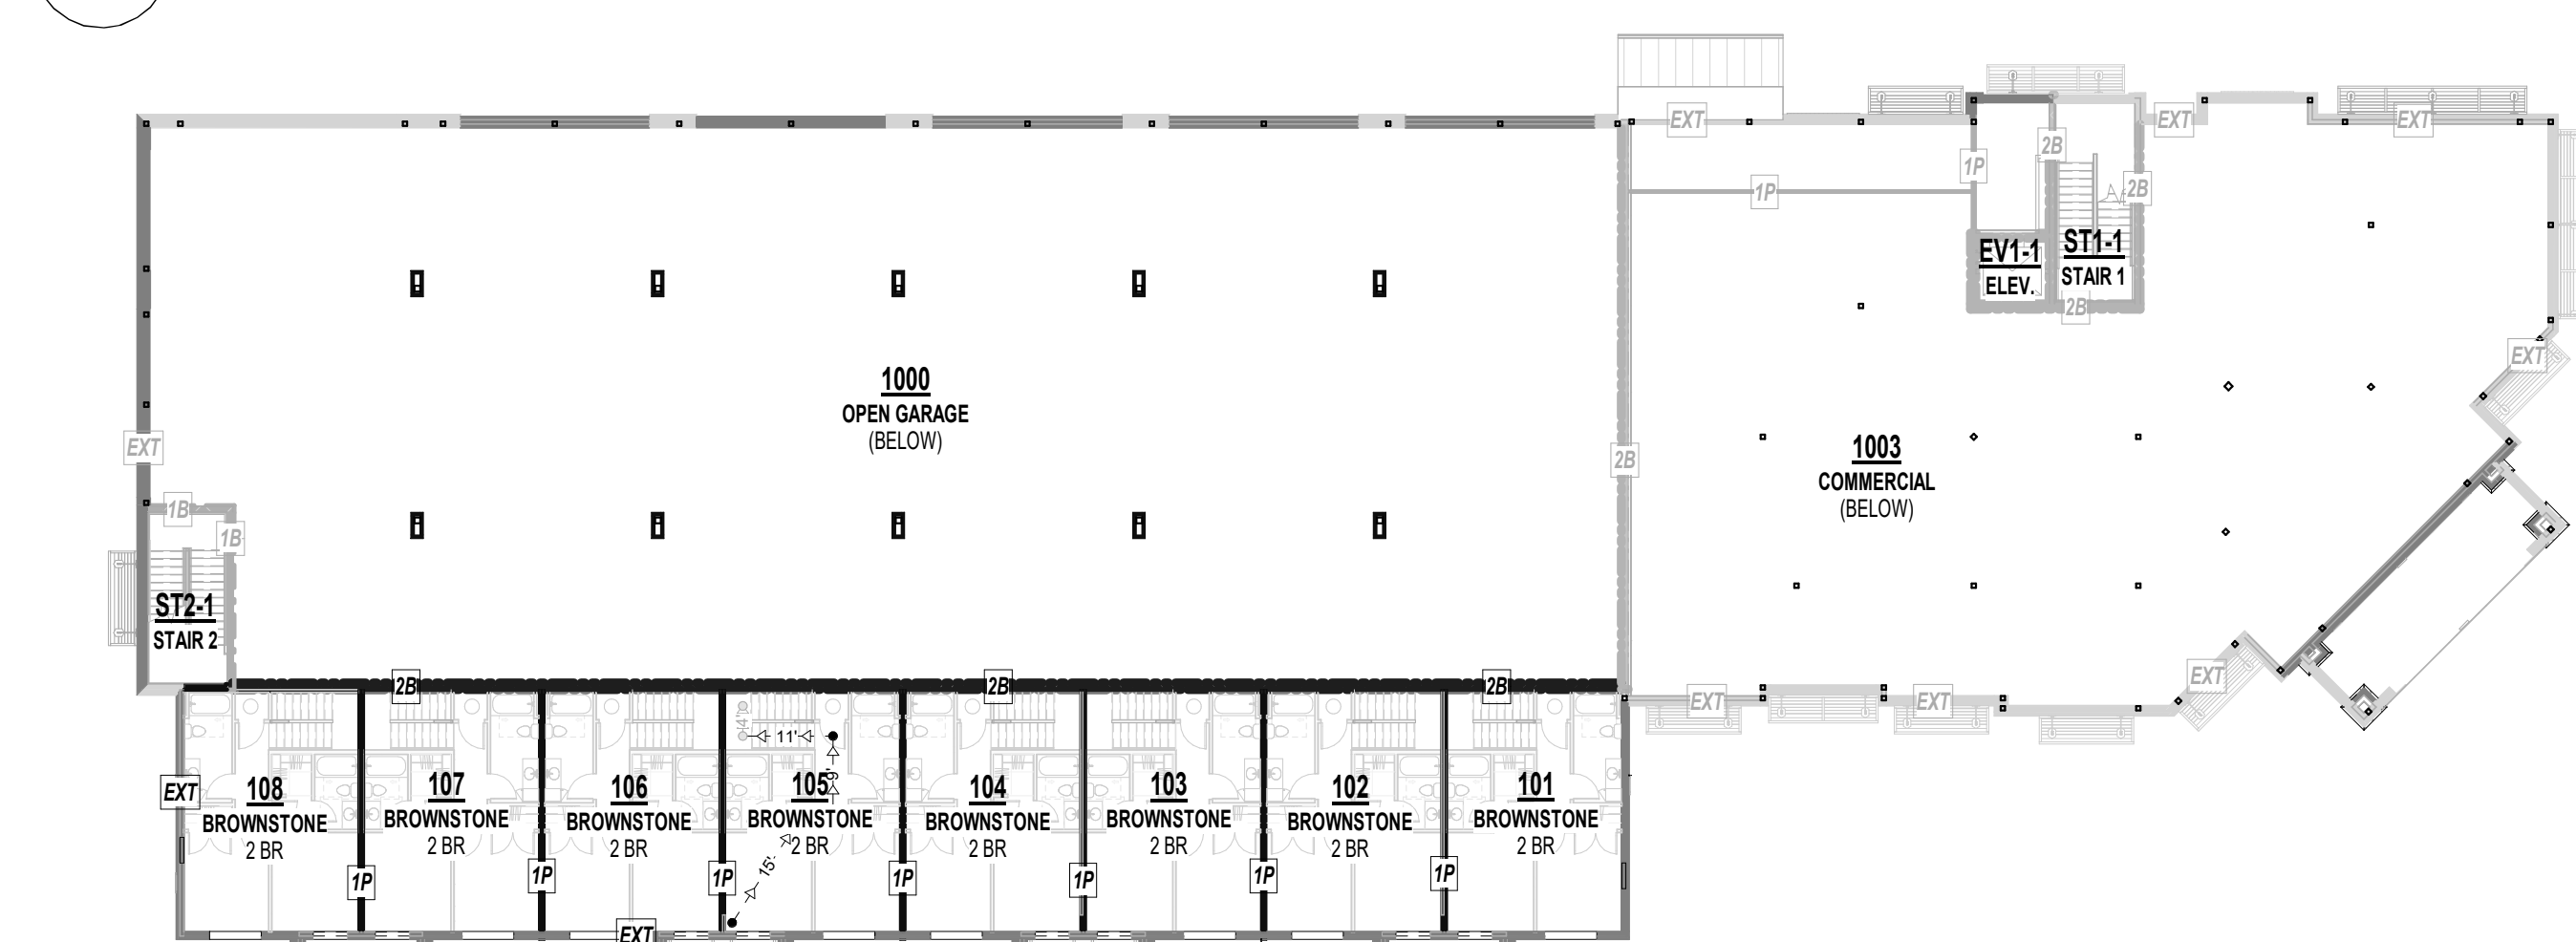 EXT
EXT
EXT
2B
1P
1P
2B
EV1-1
ELEV.
ST1-1
STAIR 1
2B
EXT
1000
OPEN GARAGE
(BELOW)
EXT
2B
1003
COMMERCIAL
(BELOW)
1B
1B
ST2-1
STAIR 2
EXT
2B
2B
2B
EXT
EXT
4'
11'
9'
15'
EXT
108
BROWNSTONE
2 BR
107
BROWNSTONE
2 BR
106
BROWNSTONE
2 BR
105
BROWNSTONE
2 BR
104
BROWNSTONE
2 BR
103
BROWNSTONE
2 BR
102
BROWNSTONE
2 BR
101
BROWNSTONE
2 BR
1P
1P
1P
1P
1P
1P
1P
EXT